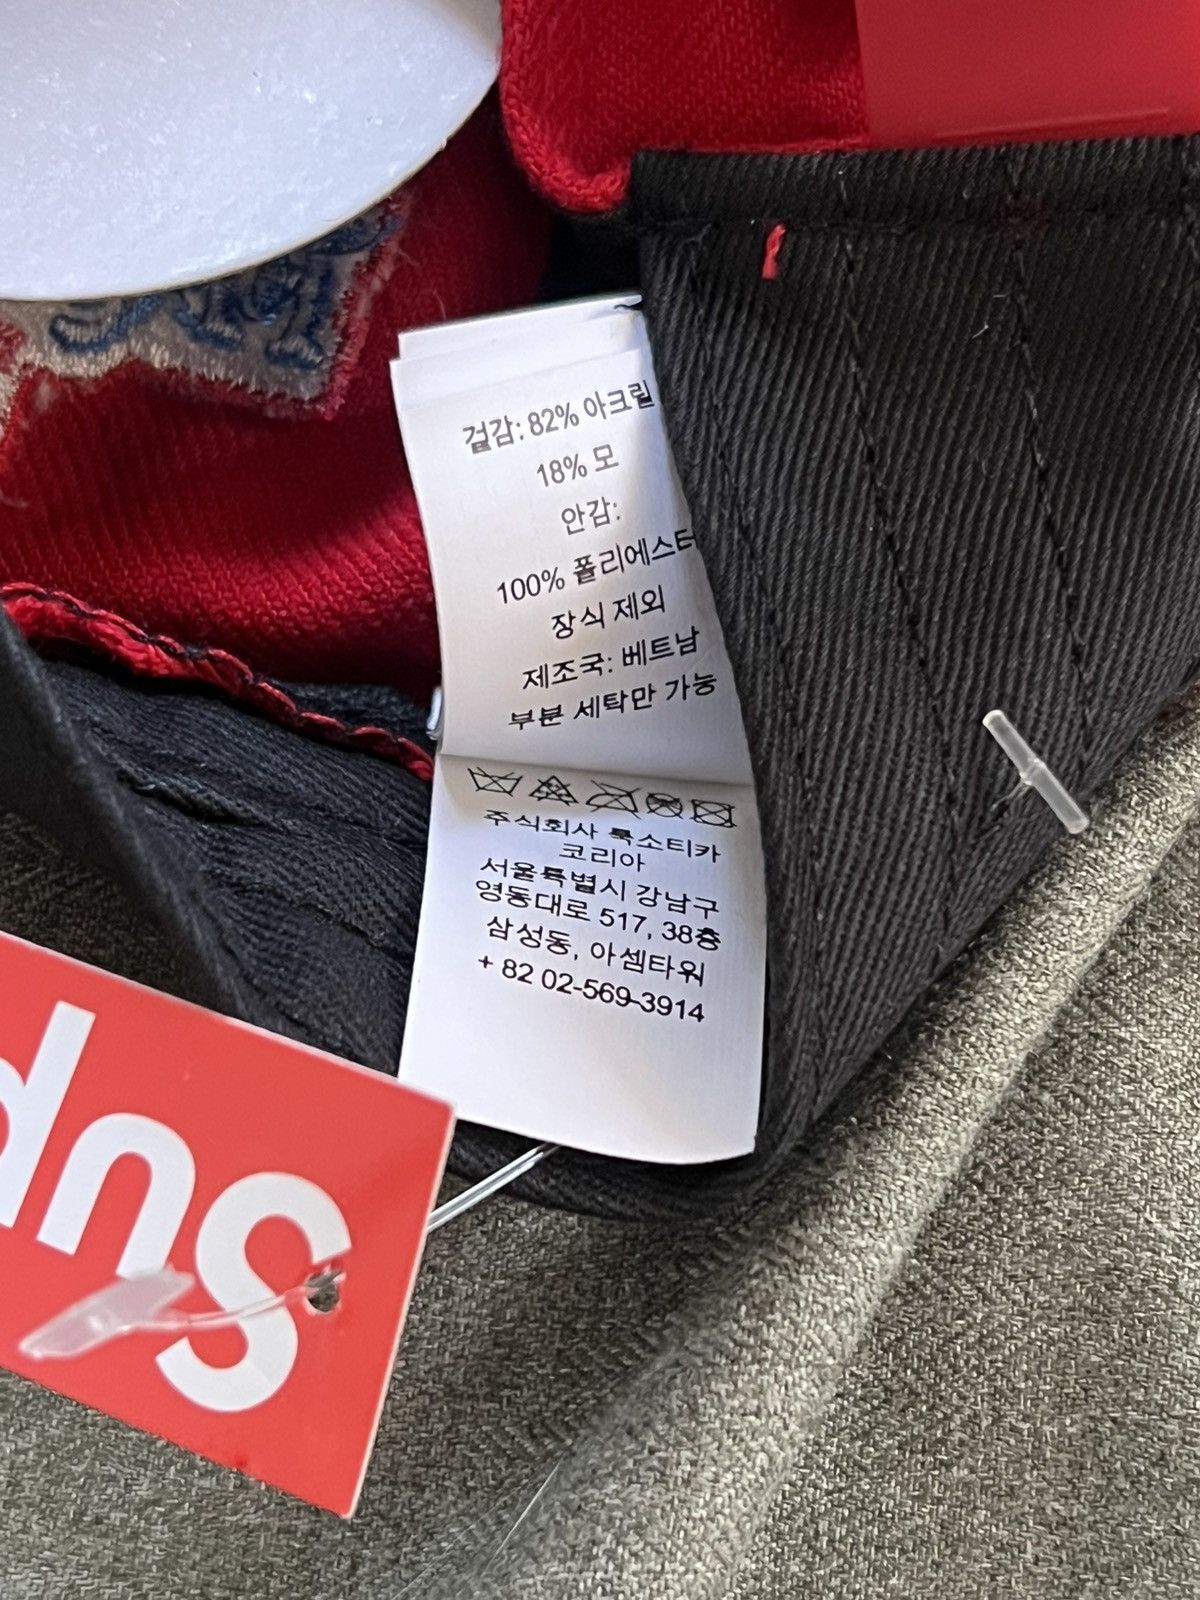 겉감: 82% 아크릴
18% 모
안감:
100% 폴리에스터
장식 제외
제조국: 베트남
부분 세탁만 가능
주식회사 룩소티카
코리아
서울특별시 강남구
영동대로 517, 38층
삼성동, 아셈타워
+ 82 02-569-3914
Sup